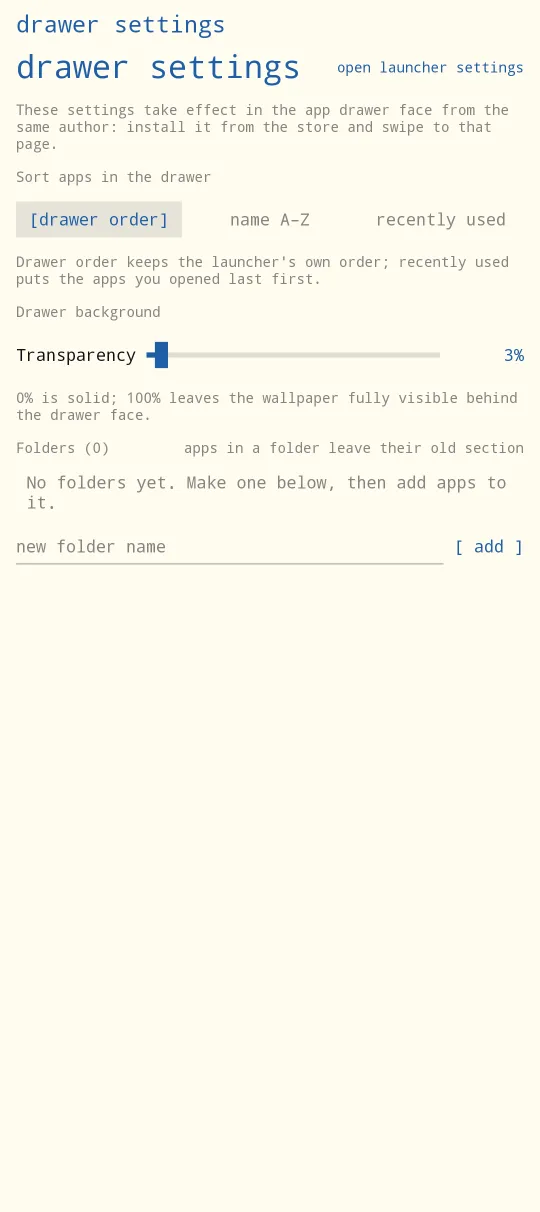 drawer settings
drawer settings
open launcher settings
These settings take effect in the app drawer face from the
same author: install it from the store and swipe to that
page.
Sort apps in the drawer
[drawer order]
name A–Z
recently used
Drawer order keeps the launcher's own order; recently used
puts the apps you opened last first.
Drawer background
Transparency
3%
0% is solid; 100% leaves the wallpaper fully visible behind
the drawer face.
Folders (0)
apps in a folder leave their old section
No folders yet. Make one below, then add apps to
it.
new folder name
[ add ]